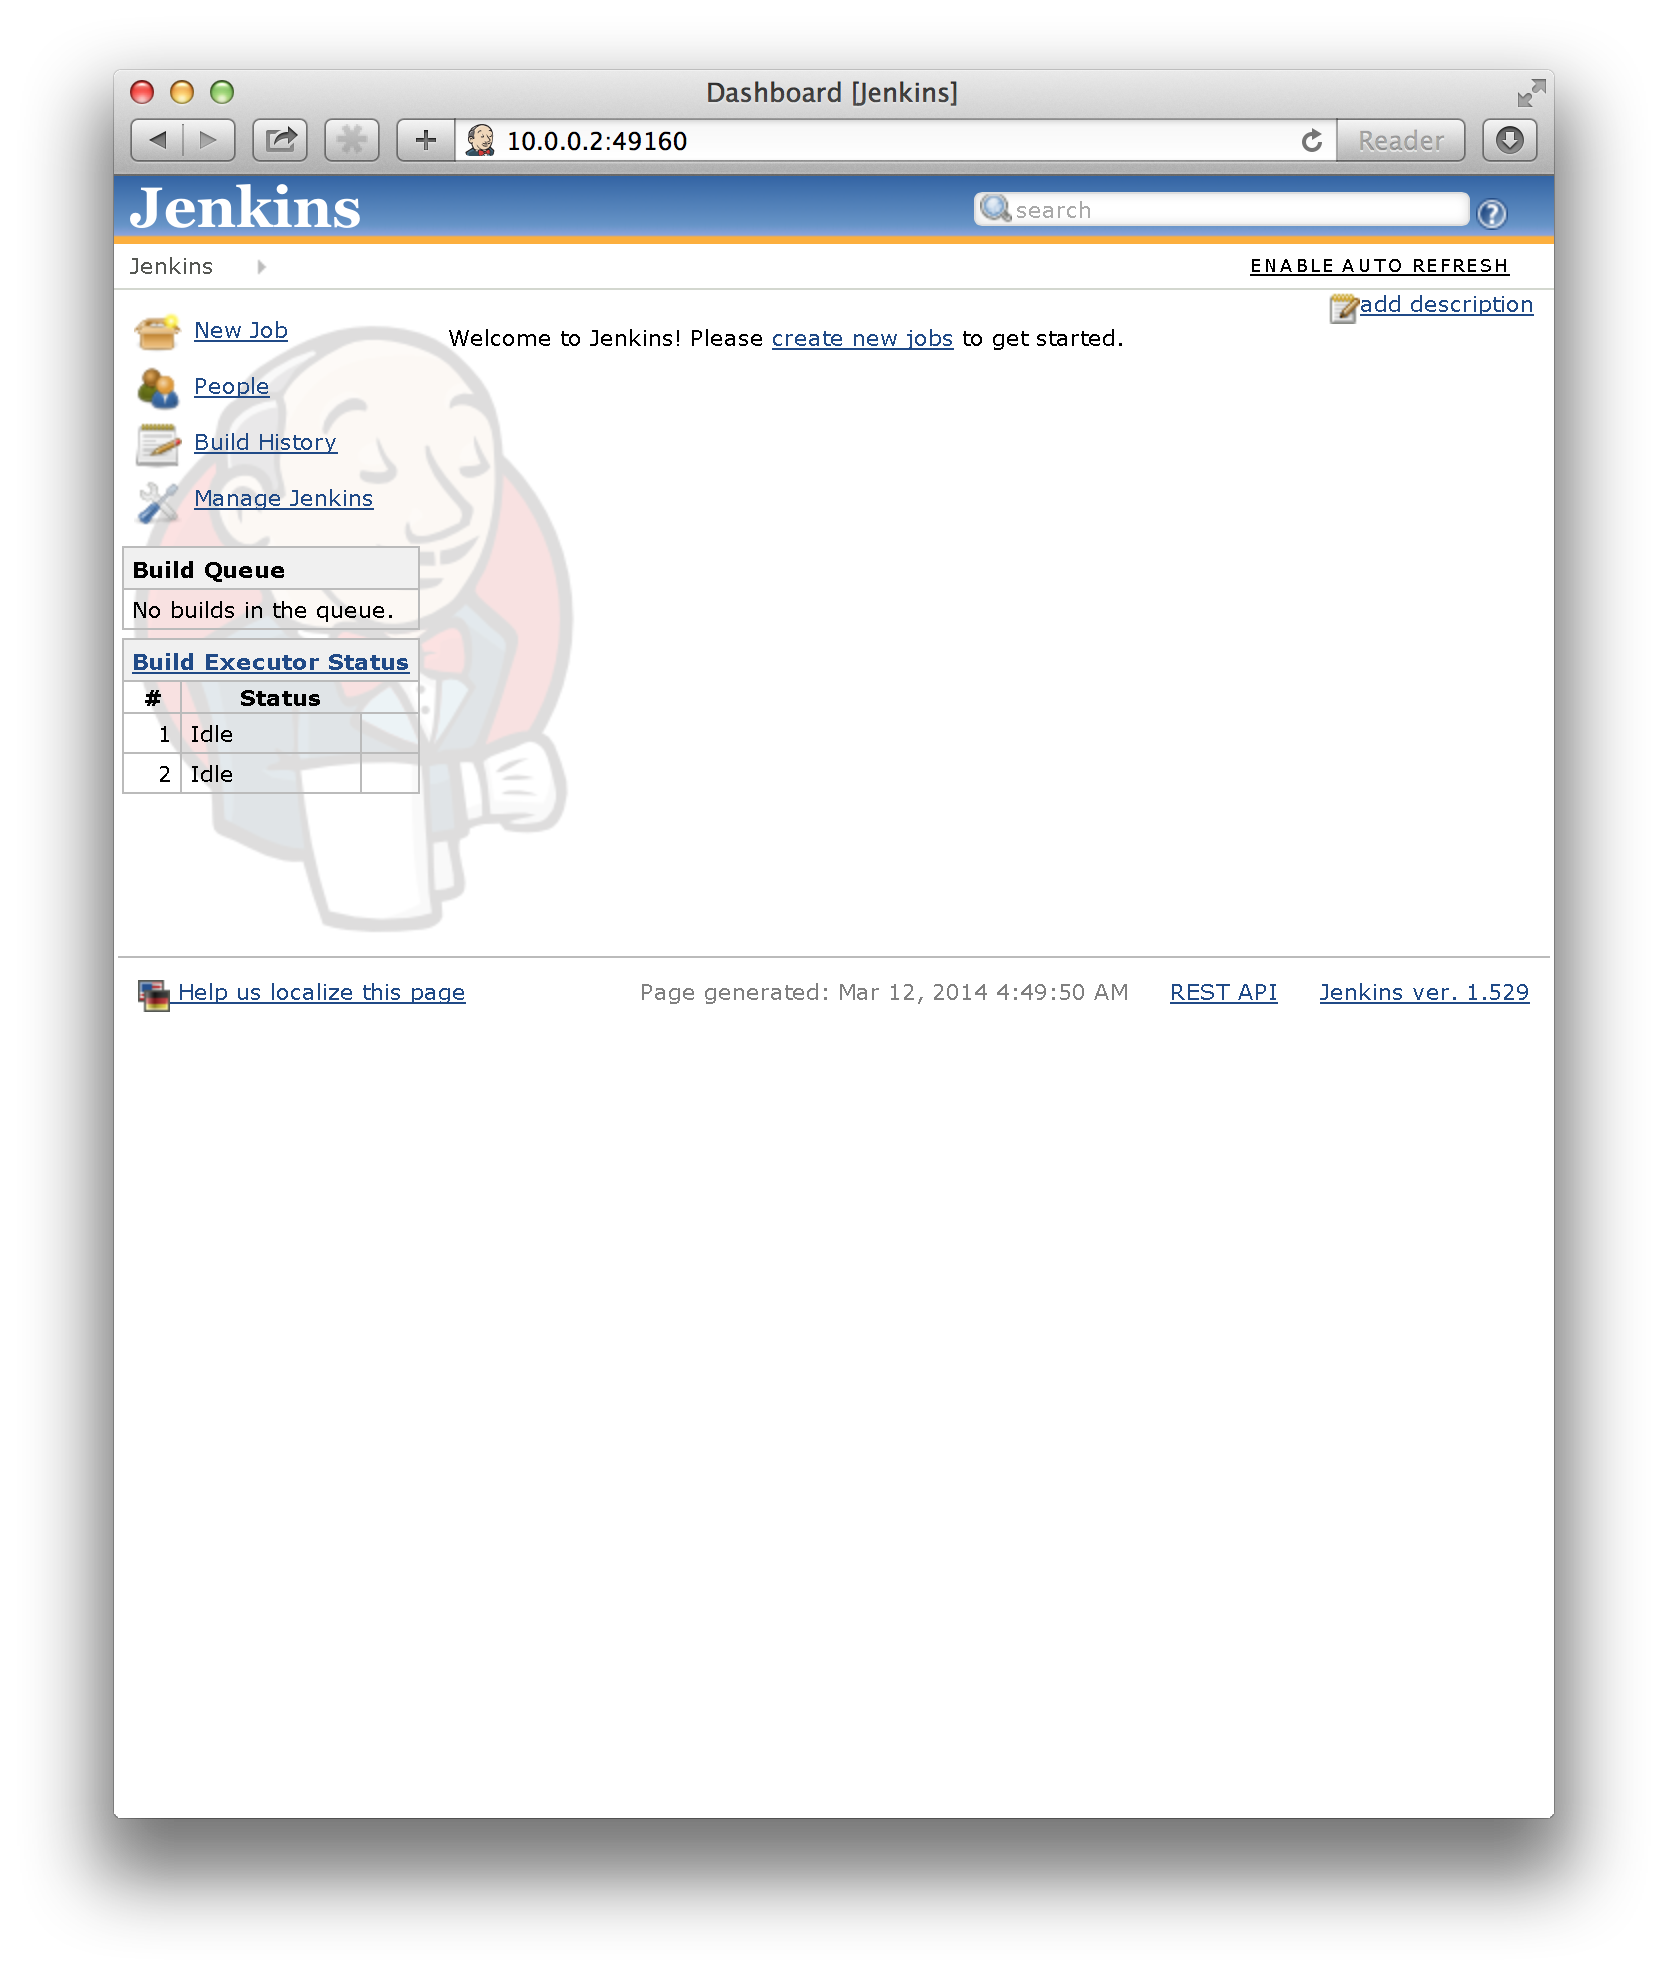 Dashboard [Jenkins]
10.0.0.2:49160
Reader
Jenkins
search
Jenkins
ENABLE AUTO REFRESH
add description
New Job
Welcome to Jenkins! Please create new jobs to get started.
People
Build History
Manage Jenkins
Build Queue
No builds in the queue.
Build Executor Status
# Status
1 Idle
2 Idle
Help us localize this page
Page generated: Mar 12, 2014 4:49:50 AM
REST API
Jenkins ver. 1.529